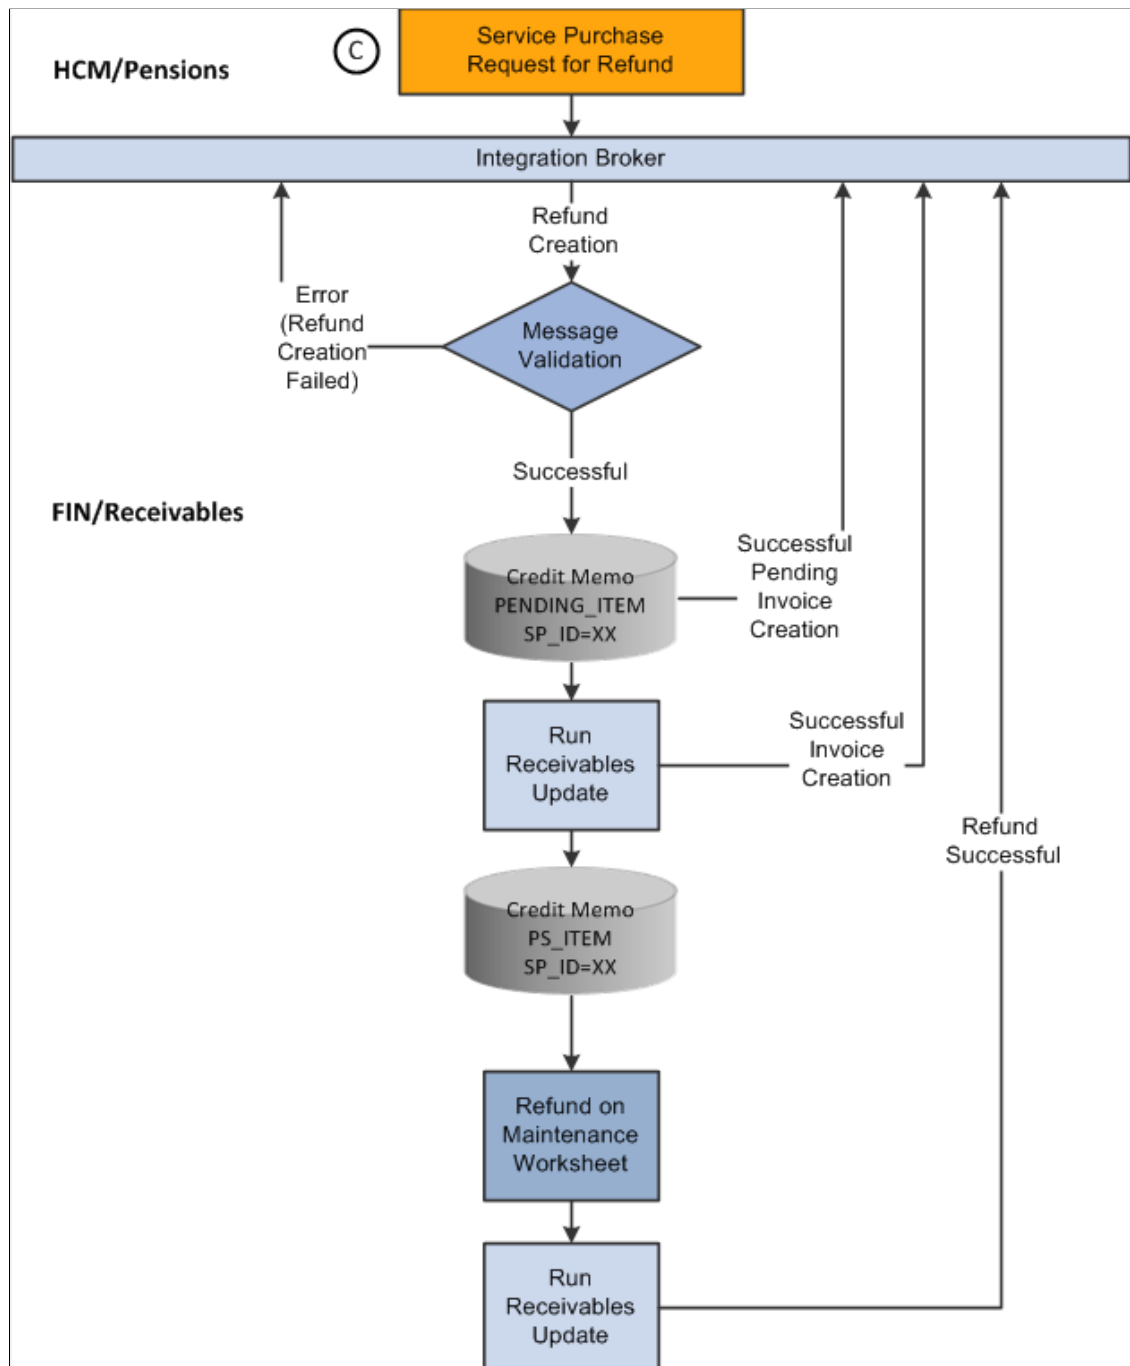 Service Purchase
Request for Refund
C
HCM/Pensions
Integration Broker
Refund
Creation
Error
(Refund
Creation
Failed)
Message
Validation
Successful
FIN/Receivables
Credit Memo
PENDING_ITEM
SP_ID=XX
Successful
Pending
Invoice
Creation
Run
Receivables
Update
Successful
Invoice
Creation
Refund
Successful
Credit Memo
PS_ITEM
SP_ID=XX
Refund on
Maintenance
Worksheet
Run
Receivables
Update